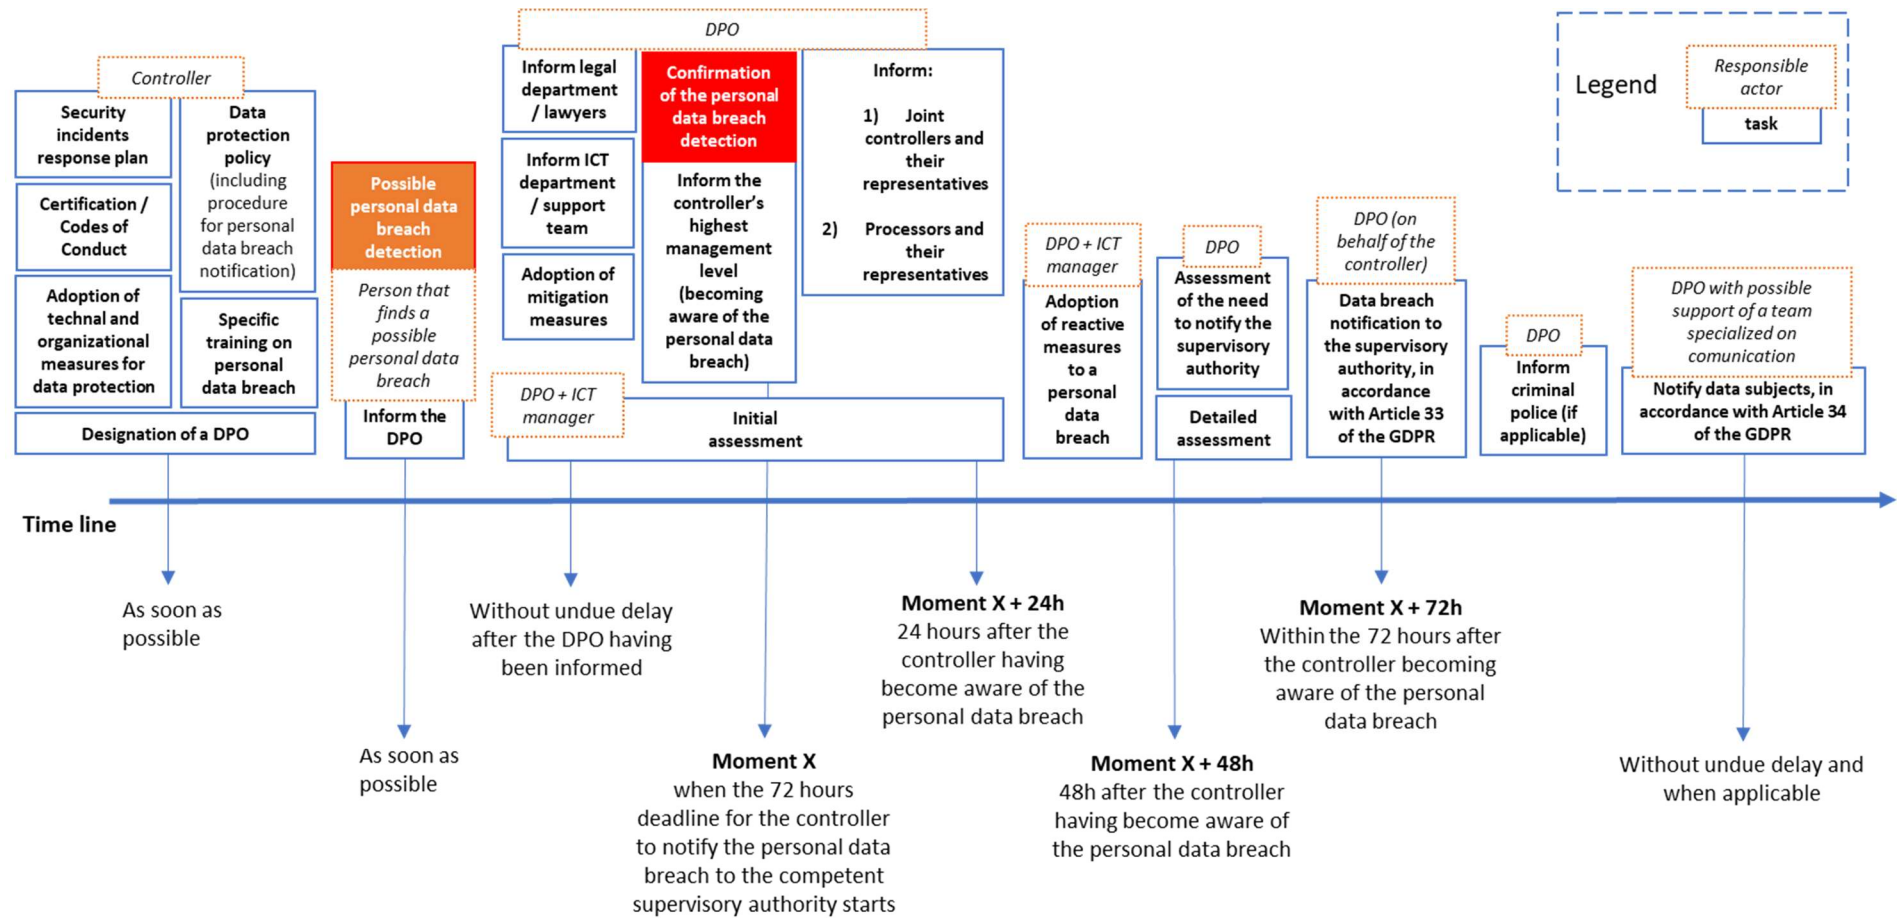 Controller
Security
incidents
response plan
Certification /
Codes of
Conduct
Adoption of
technal and
organizational
measures for
data protection
Data
protection
policy
(including
procedure
for personal
data breach
notification)
Specific
training on
personal
data breach
Designation of a DPO
Possible
personal data
breach
detection
Person that
finds a
possible
personal data
breach
Inform the
DPO
DPO
Inform legal
department
/ lawyers
Inform ICT
department
/ support
team
Adoption of
mitigation
measures
Confirmation
of the personal
data breach
detection
Inform the
controller’s
highest
management
level
(becoming
aware of the
personal data
breach)
Inform:
1) Joint
controllers and
their
representatives
2) Processors and
their
representatives
DPO + ICT
manager
Initial
assessment
DPO + ICT
manager
Adoption
of reactive
measures
to a
personal
data
breach
DPO
Assessment
of the need
to notify the
supervisory
authority
Detailed
assessment
DPO (on
behalf of the
controller)
Data breach
notification to
the supervisory
authority, in
accordance
with Article 33
of the GDPR
DPO
Inform
criminal
police (if
applicable)
DPO with possible
support of a team
specialized on
comunication
Notify data subjects, in
accordance with Article 34
of the GDPR
Legend
Responsible
actor
task
Time line
As soon as
possible
As soon as
possible
Without undue delay
after the DPO having
been informed
Moment X
when the 72 hours
deadline for the controller
to notify the personal data
breach to the competent
supervisory authority starts
Moment X + 24h
24 hours after the
controller having
become aware of the
personal data breach
Moment X + 48h
48h after the controller
having become aware of
the personal data breach
Moment X + 72h
Within the 72 hours after
the controller becoming
aware of the personal
data breach
Without undue delay and
when applicable